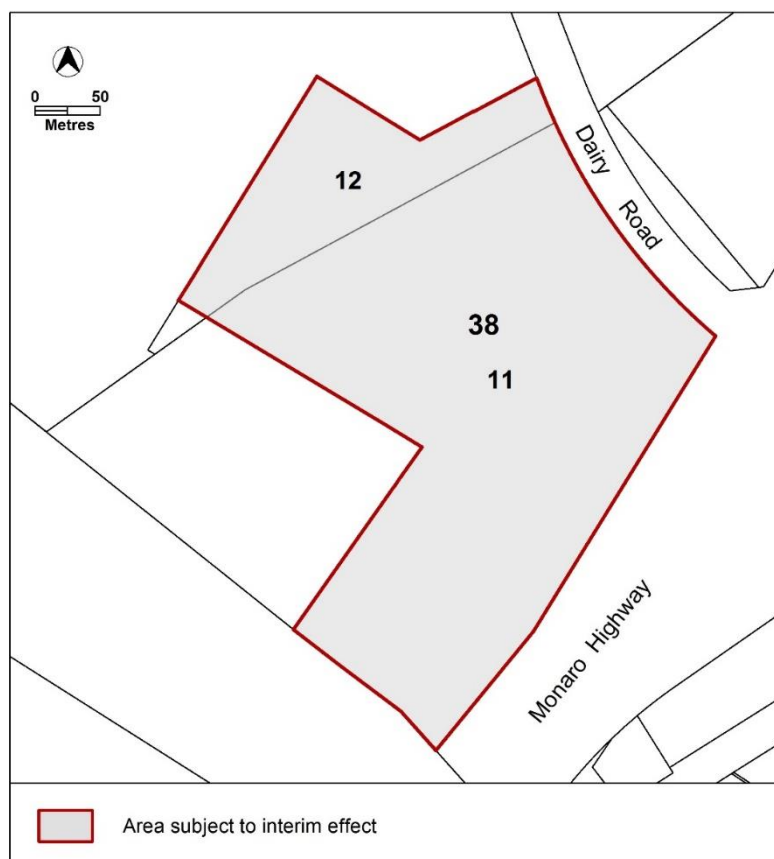 0 50
Metres
Dairy
Road
12
38
11
Monaro Highway
Area subject to interim effect